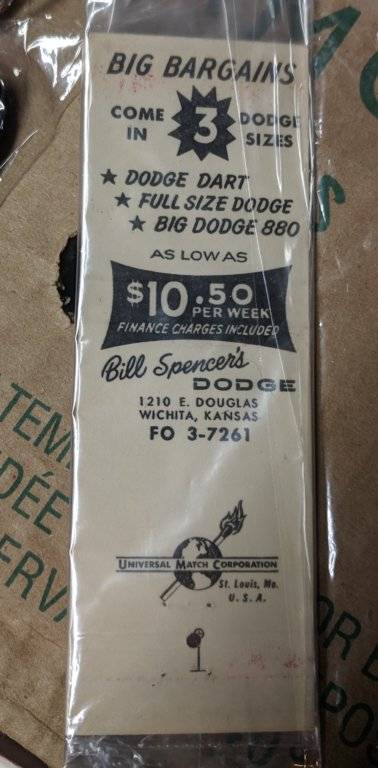 BIG BARGAINS
COME IN 3 DODGE SIZES
★ DODGE DART
★ FULL SIZE DODGE
★ BIG DODGE 880
AS LOW AS
$10.50
PER WEEK
FINANCE CHARGES INCLUDED
Bill Spencer's
DODGE
1210 E. DOUGLAS
WICHITA, KANSAS
FO 3-7261
UNIVERSAL MATCH CORPORATION
St. Louis, Mo.
U. S. A.